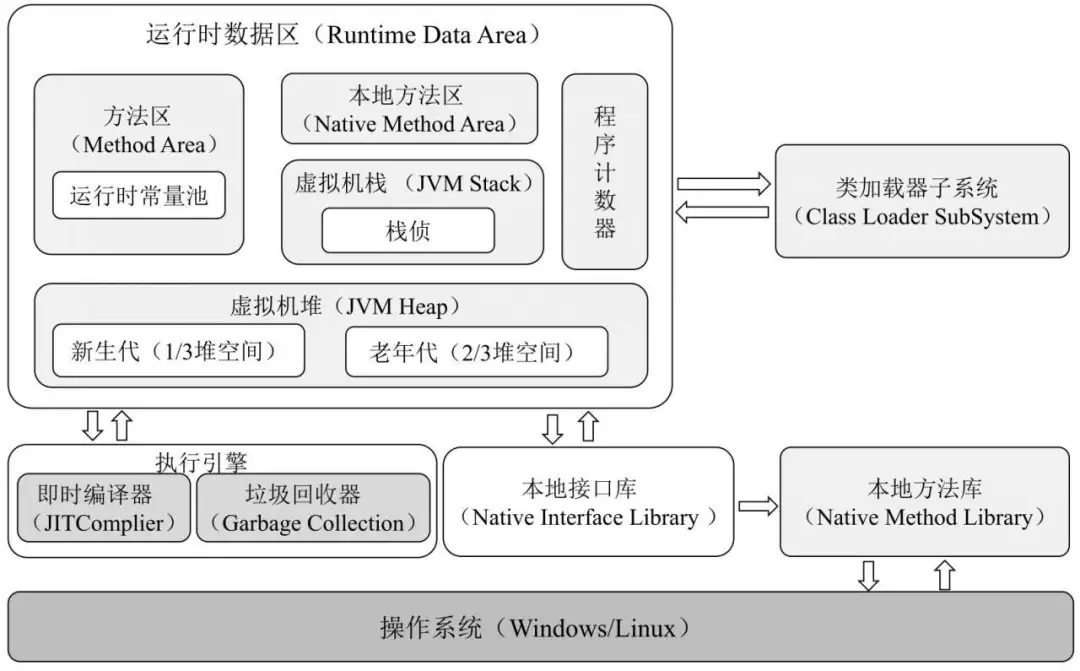 运行时数据区（Runtime Data Area）
方法区
（Method Area）
运行时常量池
本地方法区
（Native Method Area）
虚拟机栈 （JVM Stack）
栈侦
程
序
计
数
器
类加载器子系统
（Class Loader SubSystem）
虚拟机堆（JVM Heap）
新生代（1/3堆空间）
老年代（2/3堆空间）
执行引擎
即时编译器
（JITComplier）
垃圾回收器
（Garbage Collection）
本地接口库
（Native Interface Library ）
本地方法库
（Native Method Library）
操作系统（Windows/Linux）